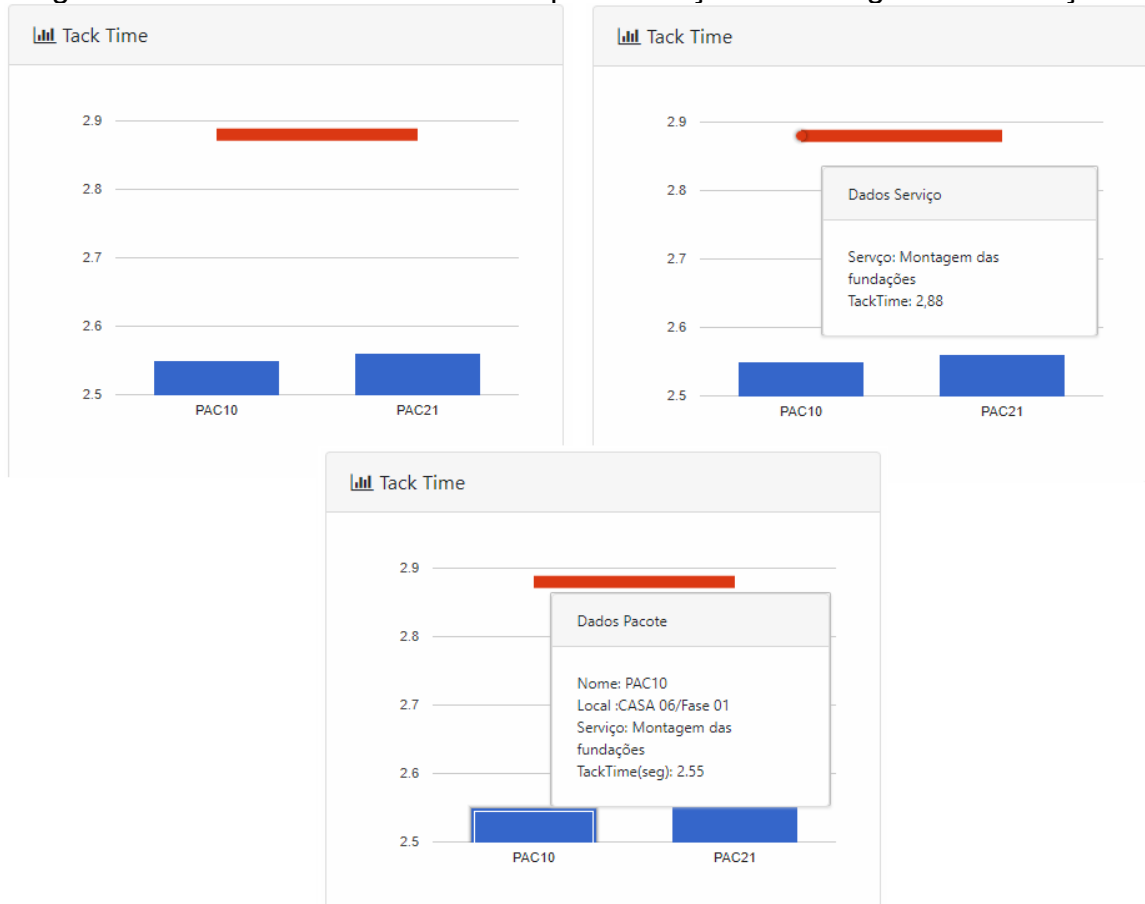 Tack Time
2.9
2.8
2.7
2.6
2.5
PAC10 PAC21
Tack Time
2.9
2.8
2.7
2.6
2.5
PAC10 PAC21
Dados Serviço
Servço: Montagem das
fundações
TackTime: 2,88
Tack Time
2.9
2.8
2.7
2.6
2.5
PAC10 PAC21
Dados Pacote
Nome: PAC10
Local :CASA 06/Fase 01
Serviço: Montagem das
fundações
TackTime(seg): 2.55